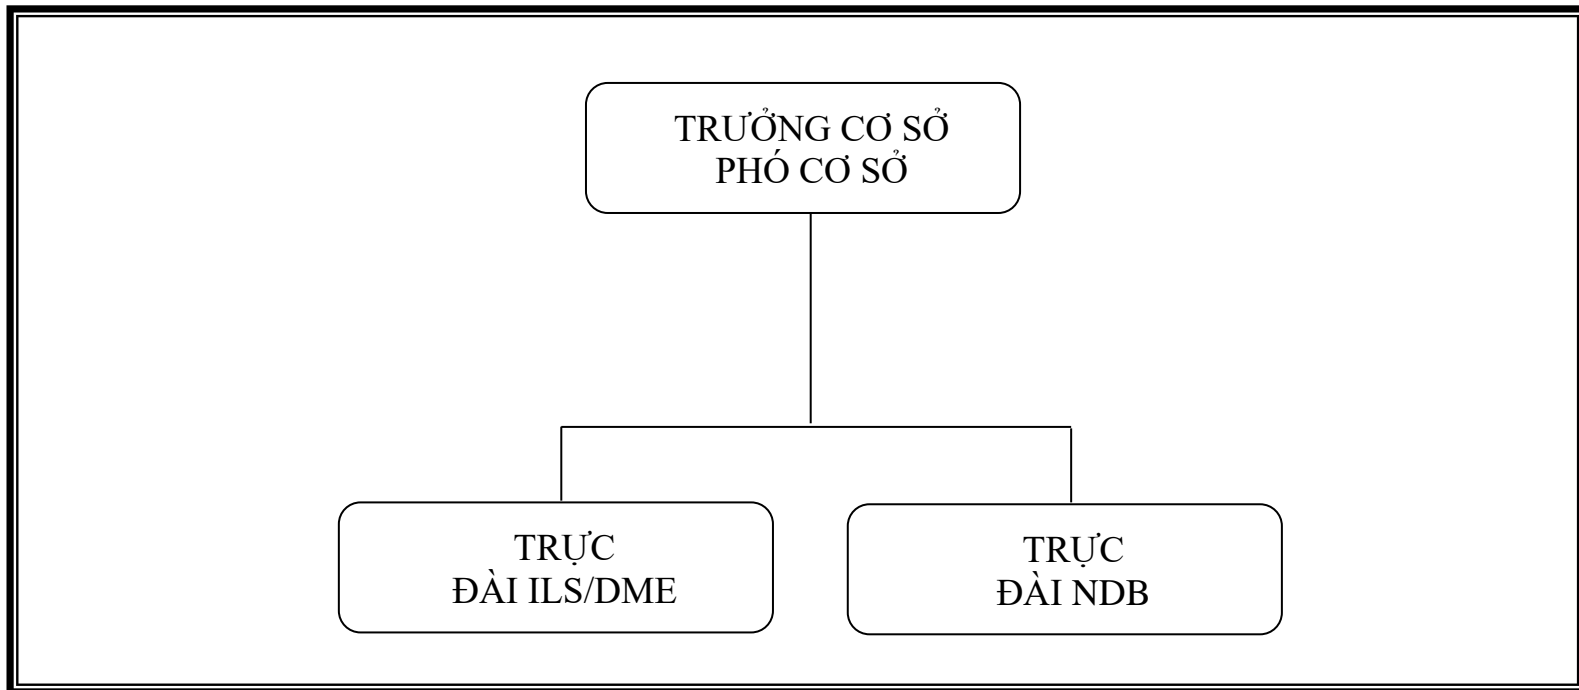 TRƯỞNG CƠ SỞ
PHÓ CƠ SỞ
TRỰC
ĐÀI ILS/DME
TRỰC
ĐÀI NDB